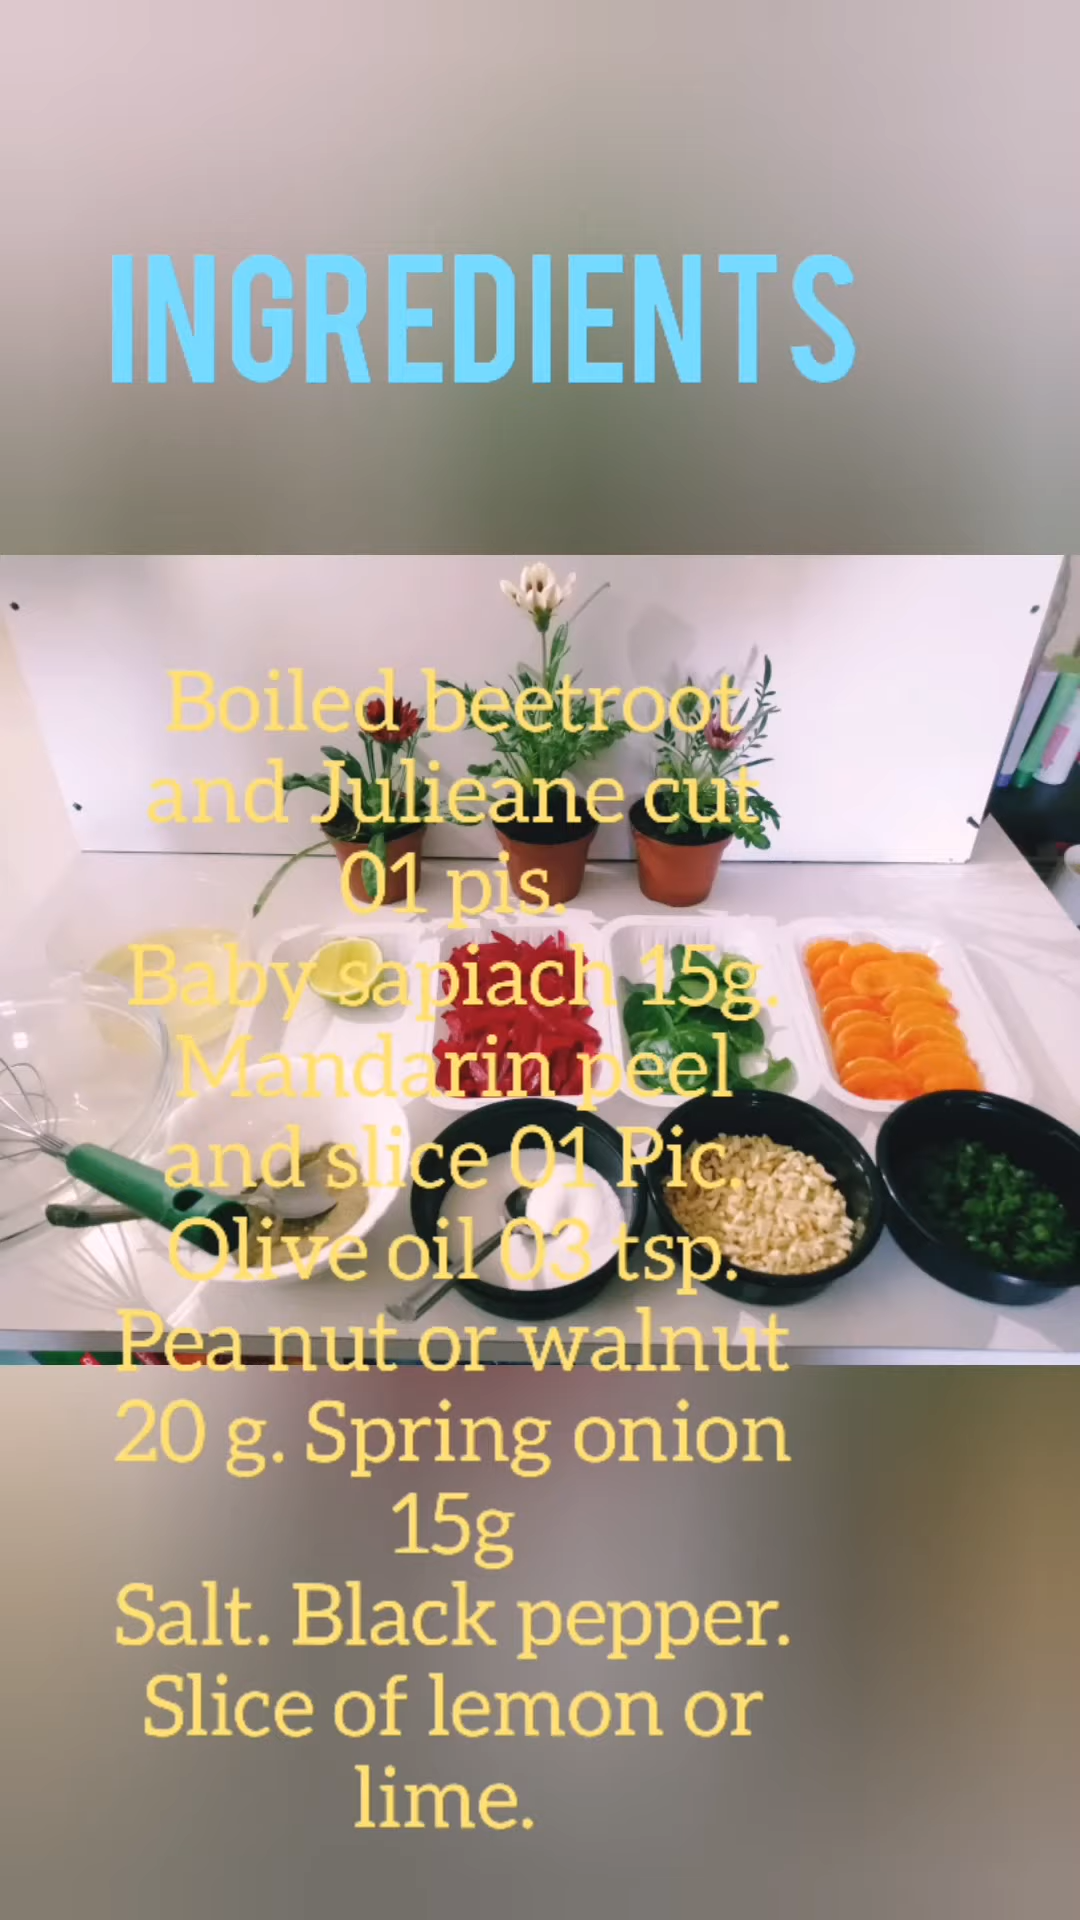 INGREDIENTS
Boiled beetroot
and Julieane cut
01 pis.
Baby sapiach 15g.
Mandarin peel
and slice 01 Pic.
Olive oil 03 tsp.
Pea nut or walnut
20 g. Spring onion
15g
Salt. Black pepper.
Slice of lemon or
lime.